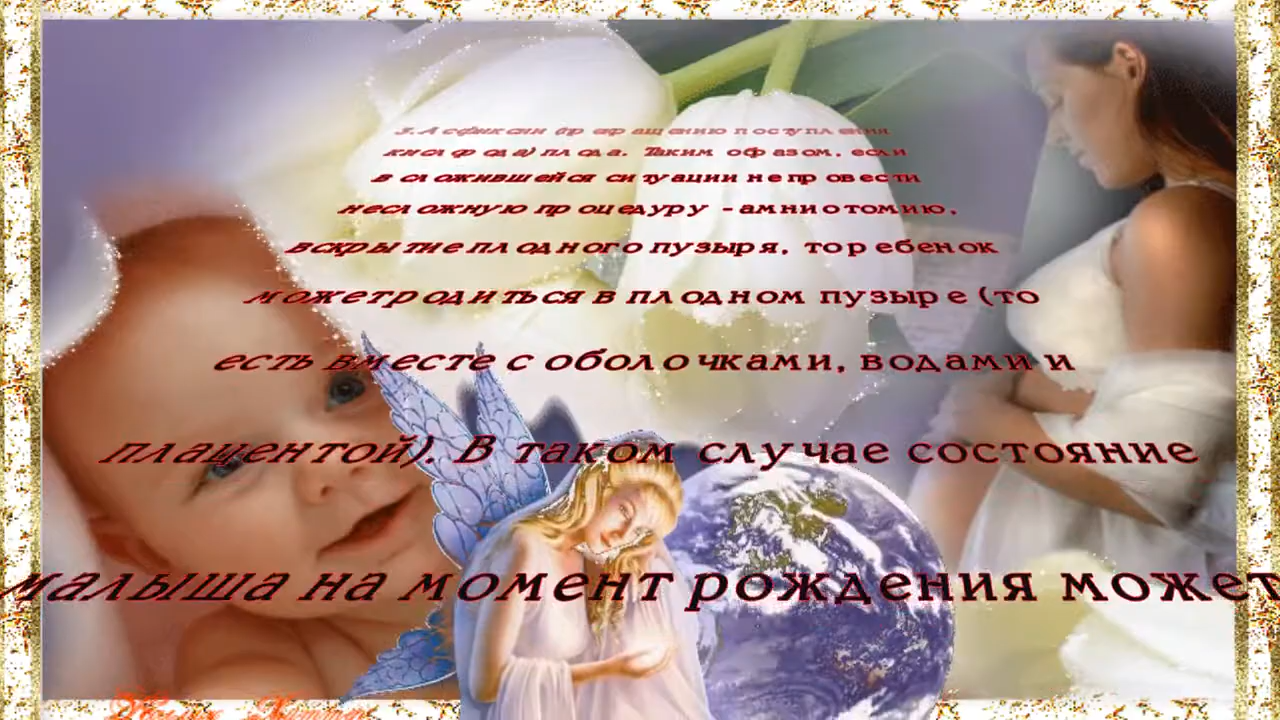 3. Асфиксии (прекращению поступления
кислорода) плода. Таким образом, если
в сложившейся ситуации не провести
несложную процедуру - амниотомию,
вскрытие плодного пузыря, то ребенок
может родиться в плодном пузыре (то
есть вместе с оболочками, водами и
плацентой). В таком случае состояние
малыша на момент рождения может